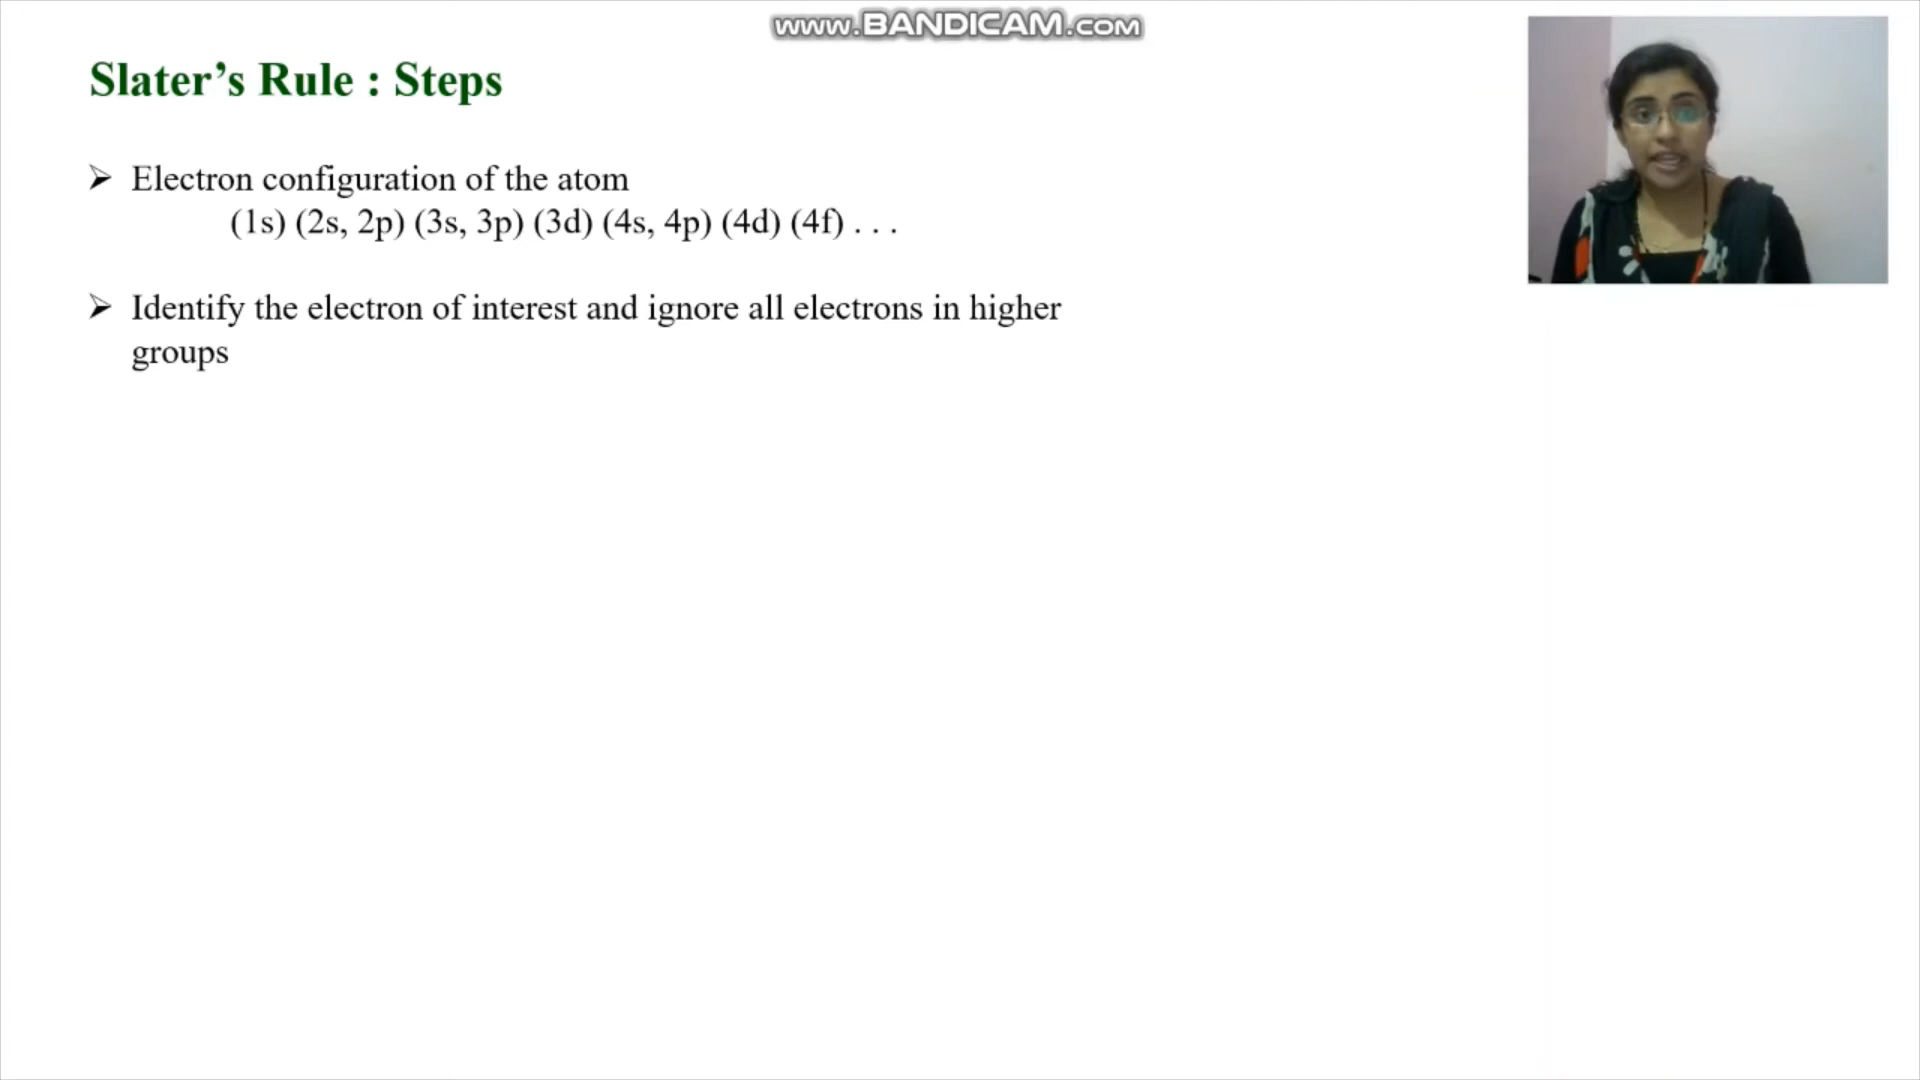 www.BANDICAM.com
Slater’s Rule : Steps
➢ Electron configuration of the atom
(1s) (2s, 2p) (3s, 3p) (3d) (4s, 4p) (4d) (4f) . . .
➢ Identify the electron of interest and ignore all electrons in higher
groups